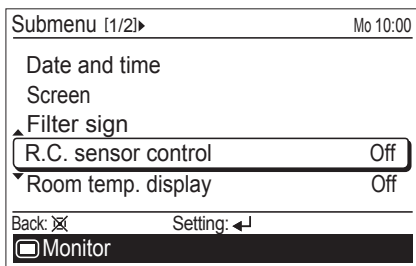 Submenu [1/2] Mo 10:00
Date and time
Screen
Filter sign
R.C. sensor control Off
Room temp. display Off
Back: Setting:
Monitor